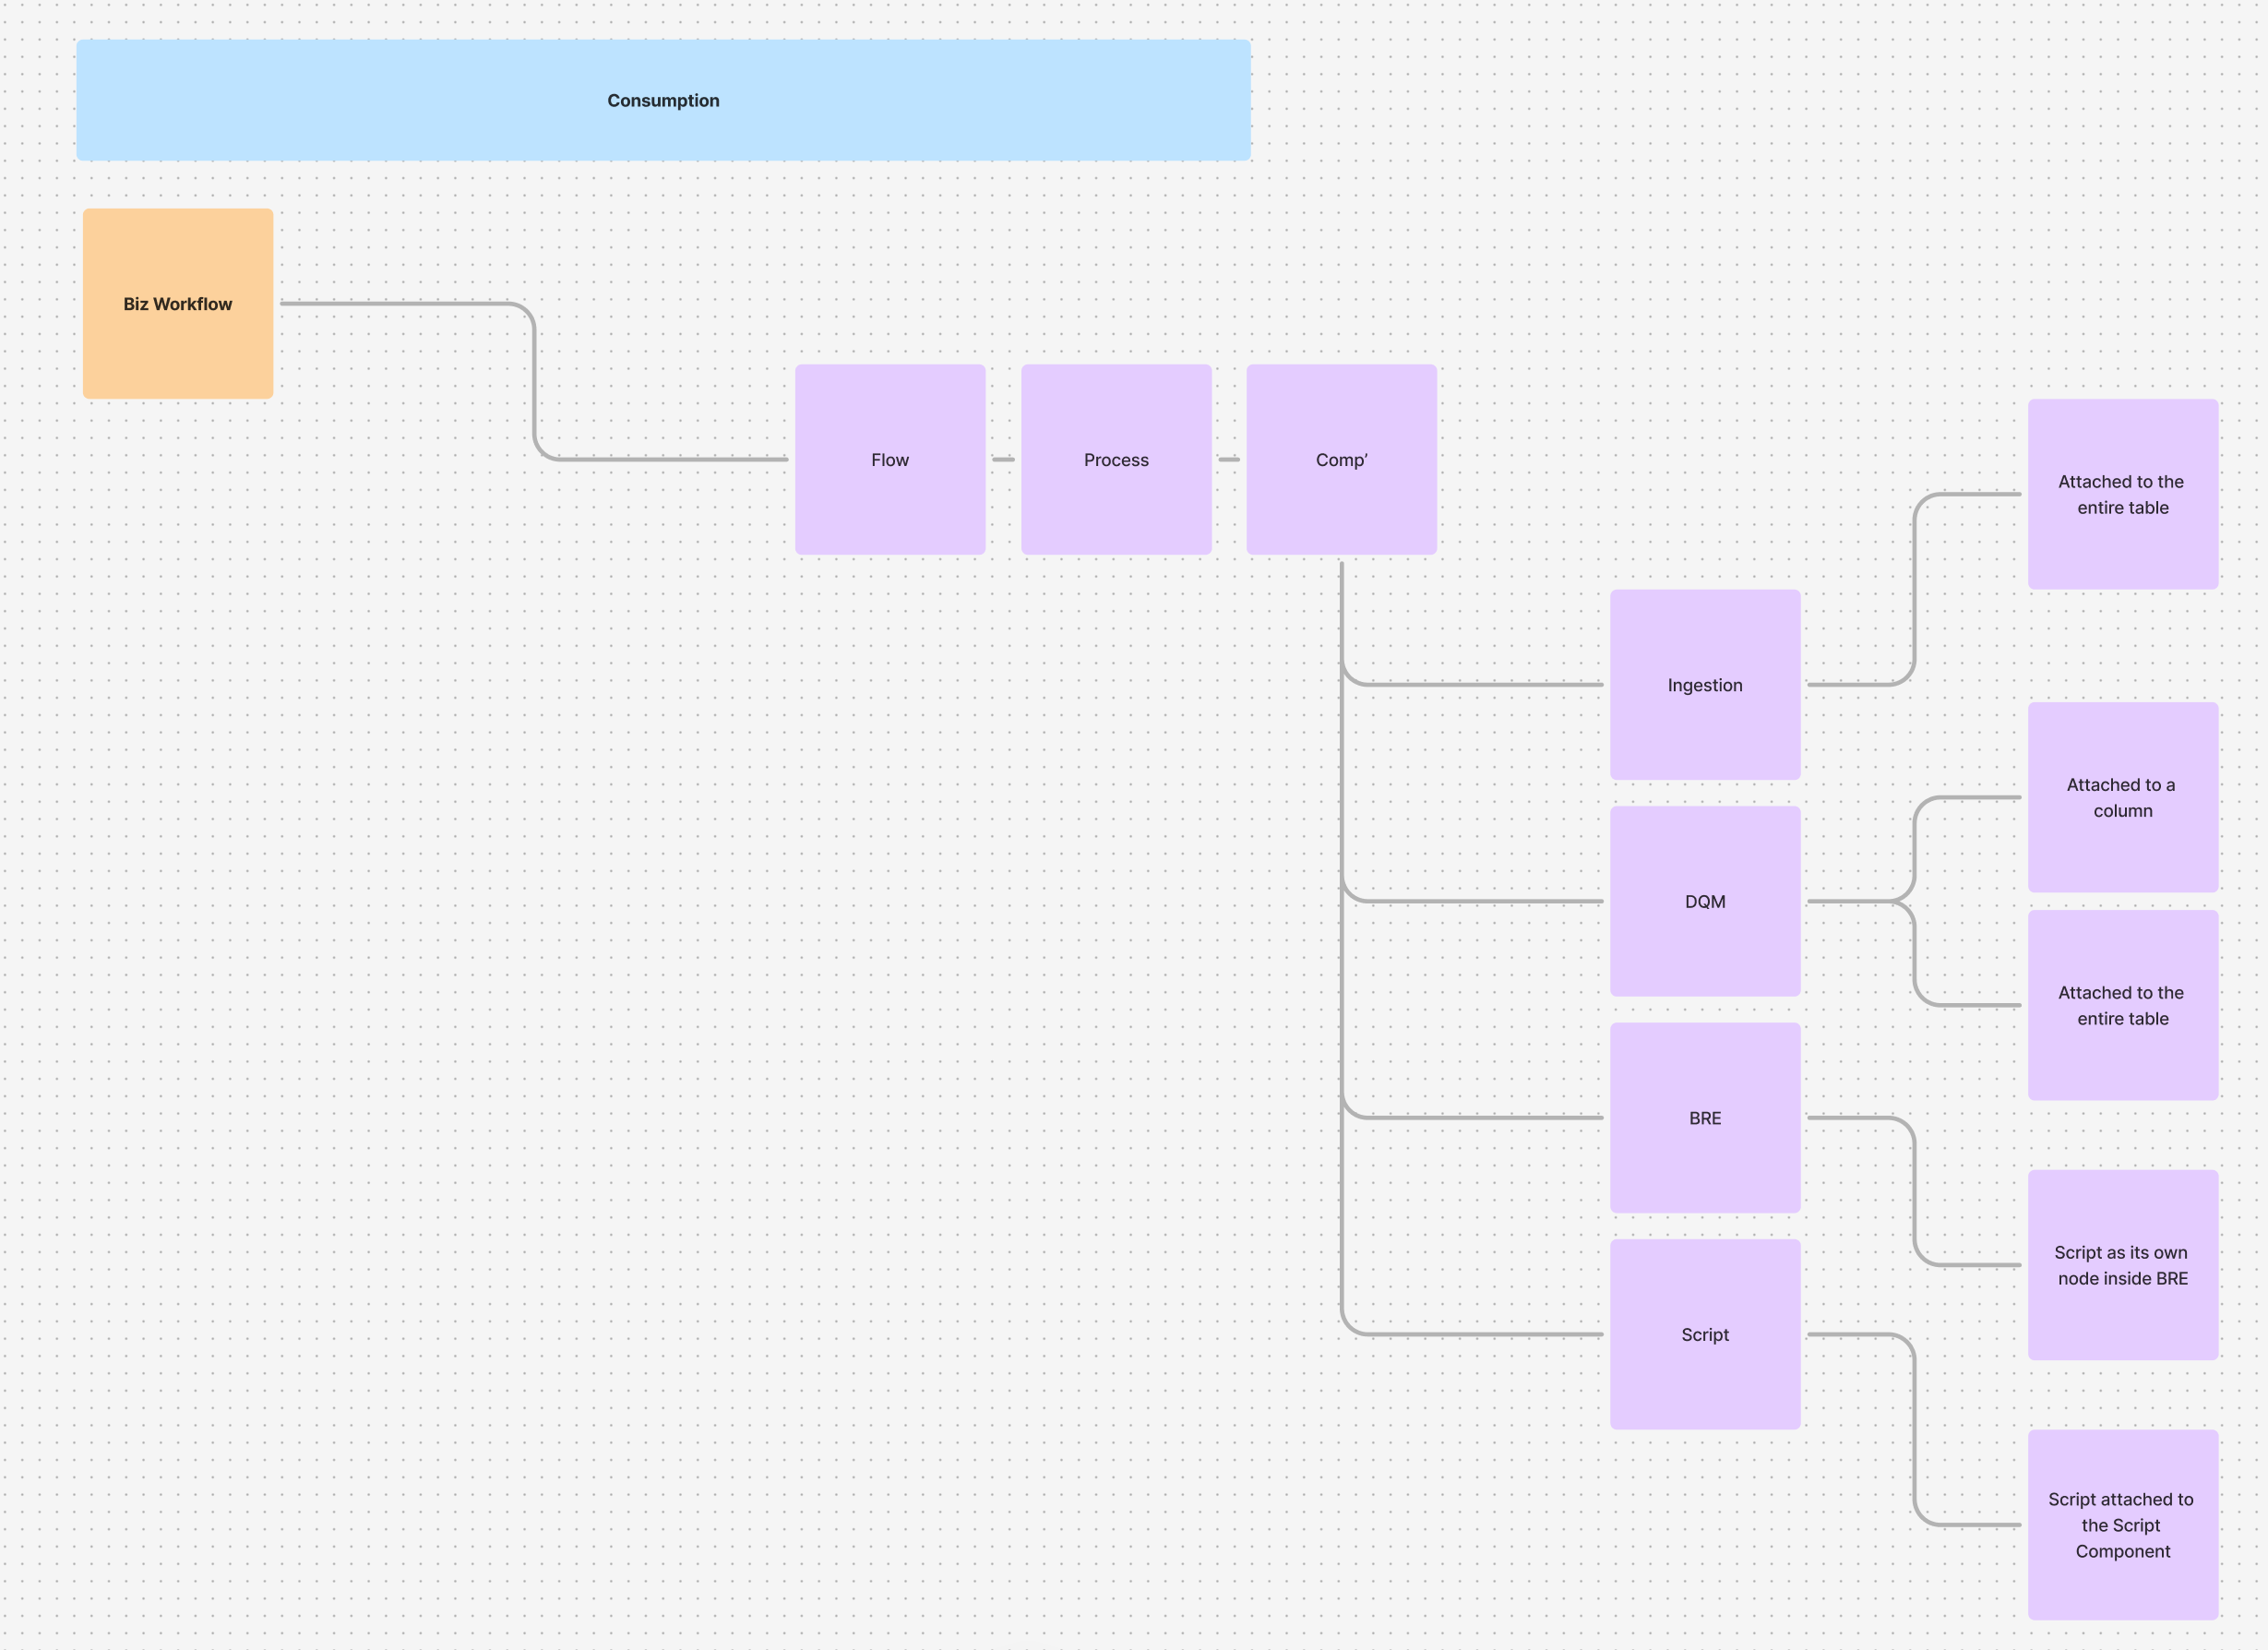 Consumption
Biz Workflow
Flow
Process
Comp’
Attached to the
entire table
Ingestion
Attached to a
column
DQM
Attached to the
entire table
BRE
Script as its own
node inside BRE
Script
Script attached to
the Script
Component